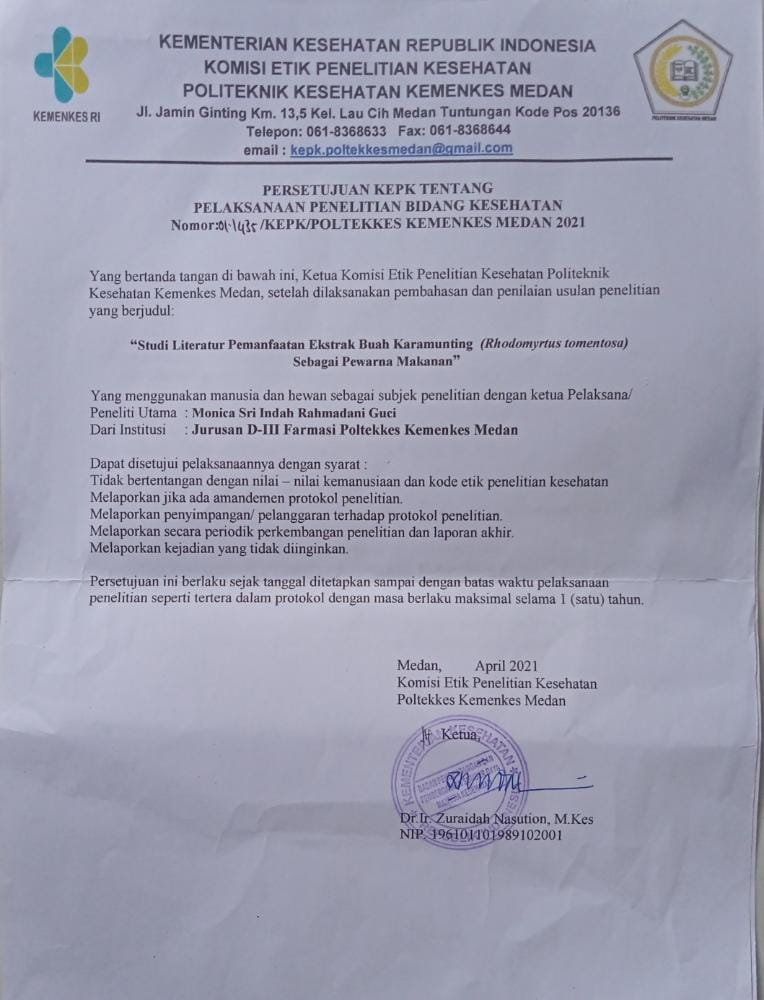 KEMENTERIAN KESEHATAN REPUBLIK INDONESIA
KOMISI ETIK PENELITIAN KESEHATAN
POLITEKNIK KESEHATAN KEMENKES MEDAN
KEMENKES RI
Jl. Jamin Ginting Km. 13,5 Kel. Lau Cih Medan Tuntungan Kode Pos 20136
POLITEKNIK KESEHATAN MEDAN
Telepon: 061-8368633 Fax: 061-8368644
email : kepk.poltekkesmedan@gmail.com
PERSETUJUAN KEPK TENTANG
PELAKSANAAN PENELITIAN BIDANG KESEHATAN
Nomor: /KEPK/POLTEKKES KEMENKES MEDAN 2021
Yang bertanda tangan di bawah ini, Ketua Komisi Etik Penelitian Kesehatan Politeknik
Kesehatan Kemenkes Medan, setelah dilaksanakan pembahasan dan penilaian usulan penelitian
yang berjudul:
“Studi Literatur Pemanfaatan Ekstrak Buah Karamunting (Rhodomyrtus tomentosa)
Sebagai Pewarna Makanan”
Yang menggunakan manusia dan hewan sebagai subjek penelitian dengan ketua Pelaksana/
Peneliti Utama : Monica Sri Indah Rahmadani Guci
Dari Institusi : Jurusan D-III Farmasi Poltekkes Kemenkes Medan
Dapat disetujui pelaksanaannya dengan syarat :
Tidak bertentangan dengan nilai – nilai kemanusiaan dan kode etik penelitian kesehatan
Melaporkan jika ada amandemen protokol penelitian.
Melaporkan penyimpangan/ pelanggaran terhadap protokol penelitian.
Melaporkan secara periodik perkembangan penelitian dan laporan akhir.
Melaporkan kejadian yang tidak diinginkan.
Persetujuan ini berlaku sejak tanggal ditetapkan sampai dengan batas waktu pelaksanaan
penelitian seperti tertera dalam protokol dengan masa berlaku maksimal selama 1 (satu) tahun.
Medan, April 2021
Komisi Etik Penelitian Kesehatan
Poltekkes Kemenkes Medan
Ketua,
KEMENTERIAN KESEHATAN
Dr.Ir. Zuraidah Nasution, M.Kes
NIP. 196101101989102001